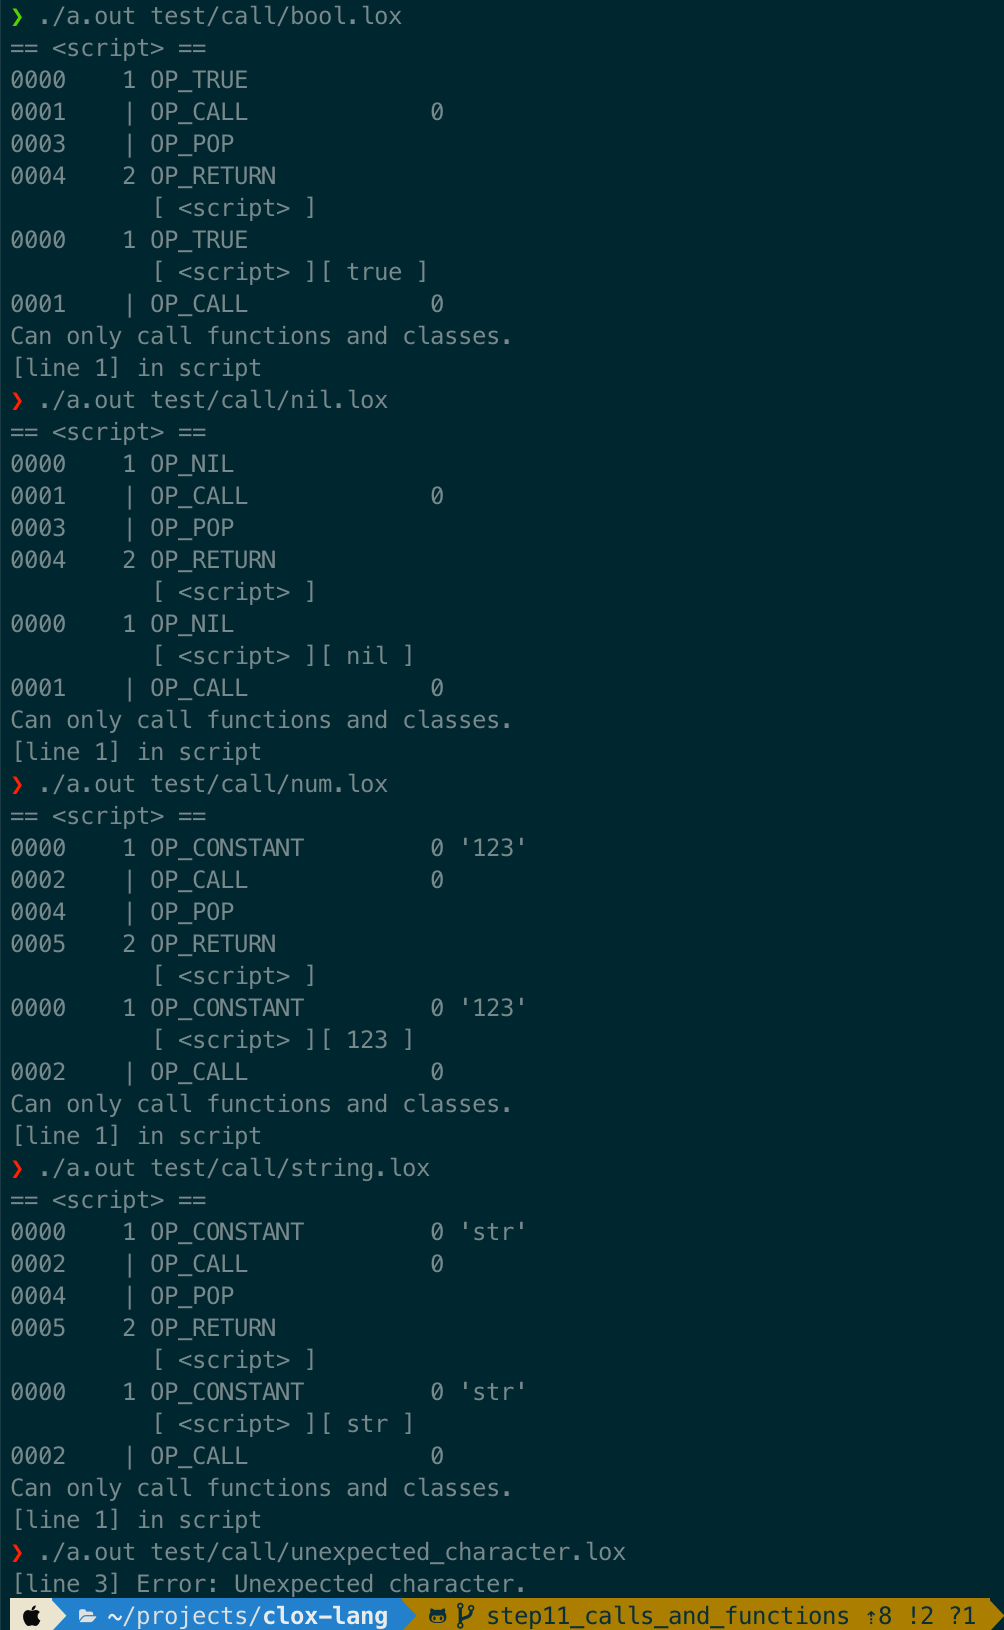 ❯ ./a.out test/call/bool.lox
== <script> ==
0000    1 OP_TRUE
0001    | OP_CALL             0
0003    | OP_POP
0004    2 OP_RETURN
          [ <script> ]
0000    1 OP_TRUE
          [ <script> ][ true ]
0001    | OP_CALL             0
Can only call functions and classes.
[line 1] in script
❯ ./a.out test/call/nil.lox
== <script> ==
0000    1 OP_NIL
0001    | OP_CALL             0
0003    | OP_POP
0004    2 OP_RETURN
          [ <script> ]
0000    1 OP_NIL
          [ <script> ][ nil ]
0001    | OP_CALL             0
Can only call functions and classes.
[line 1] in script
❯ ./a.out test/call/num.lox
== <script> ==
0000    1 OP_CONSTANT         0 '123'
0002    | OP_CALL             0
0004    | OP_POP
0005    2 OP_RETURN
          [ <script> ]
0000    1 OP_CONSTANT         0 '123'
          [ <script> ][ 123 ]
0002    | OP_CALL             0
Can only call functions and classes.
[line 1] in script
❯ ./a.out test/call/string.lox
== <script> ==
0000    1 OP_CONSTANT         0 'str'
0002    | OP_CALL             0
0004    | OP_POP
0005    2 OP_RETURN
          [ <script> ]
0000    1 OP_CONSTANT         0 'str'
          [ <script> ][ str ]
0002    | OP_CALL             0
Can only call functions and classes.
[line 1] in script
❯ ./a.out test/call/unexpected_character.lox
[line 3] Error: Unexpected character.
~/projects/clox-lang step11_calls_and_functions ⇡8 !2 ?1